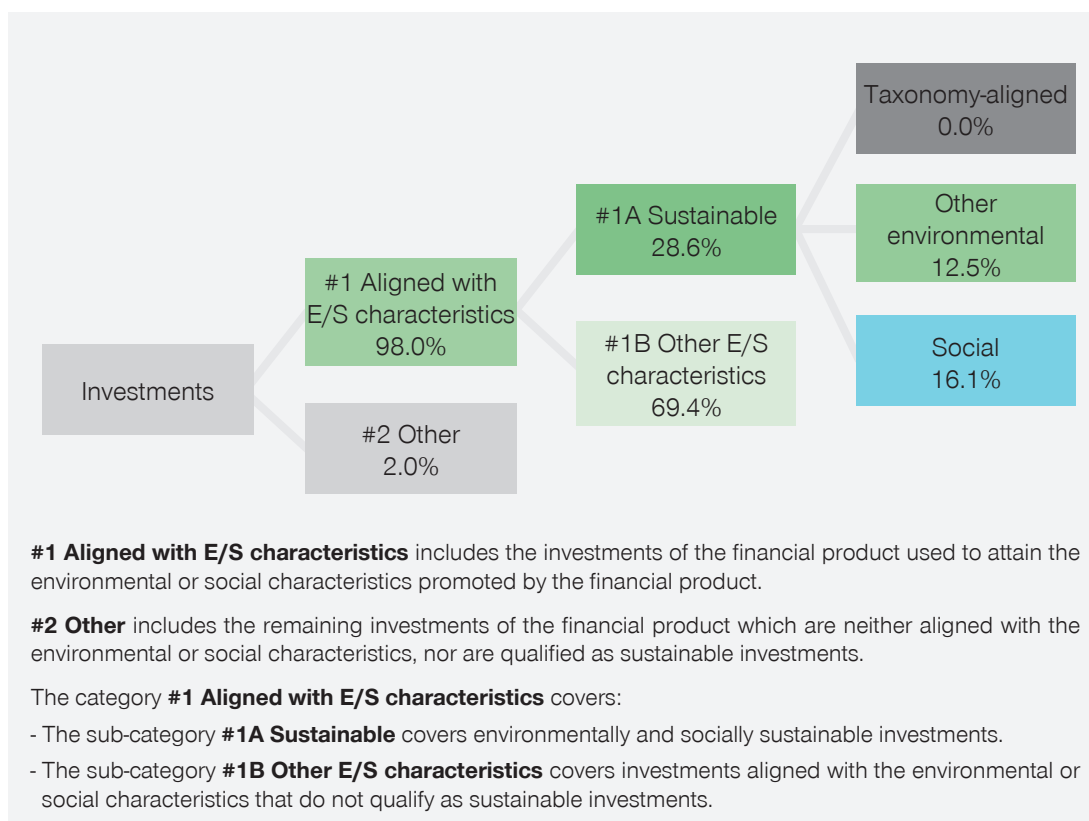 Taxonomy-aligned
0.0%
#1A Sustainable
28.6%
Other
environmental
12.5%
#1 Aligned with
E/S characteristics
98.0%
#1B Other E/S
characteristics
69.4%
Social
16.1%
Investments
#2 Other
2.0%
#1 Aligned with E/S characteristics includes the investments of the financial product used to attain the
environmental or social characteristics promoted by the financial product.
#2 Other includes the remaining investments of the financial product which are neither aligned with the
environmental or social characteristics, nor are qualified as sustainable investments.
The category #1 Aligned with E/S characteristics covers:
- The sub-category #1A Sustainable covers environmentally and socially sustainable investments.
- The sub-category #1B Other E/S characteristics covers investments aligned with the environmental or
social characteristics that do not qualify as sustainable investments.